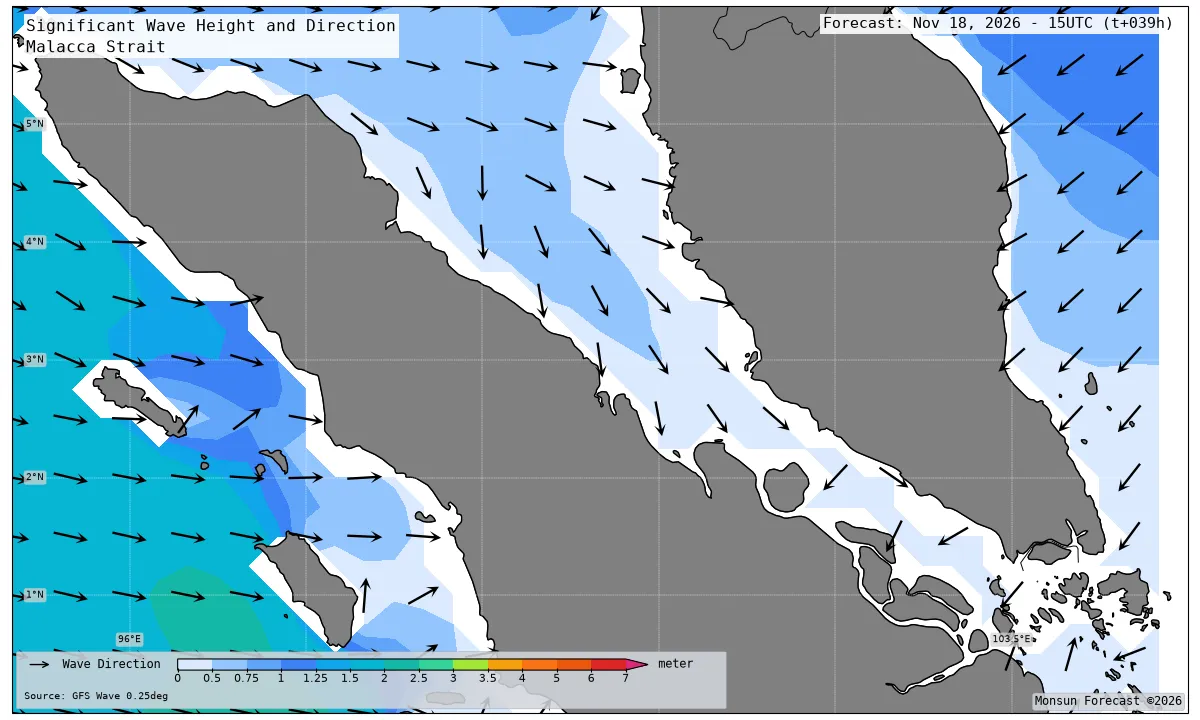 Significant Wave Height and Direction
Malacca Strait
Forecast: Nov 18, 2026 - 15UTC (t+039h)
5°N
4°N
3°N
2°N
1°N
96°E
103.5°E
Wave Direction
meter
0 0.5 0.75 1 1.25 1.5 2 2.5 3 3.5 4 5 6 7
Source: GFS Wave 0.25deg
Monsun Forecast ©2026